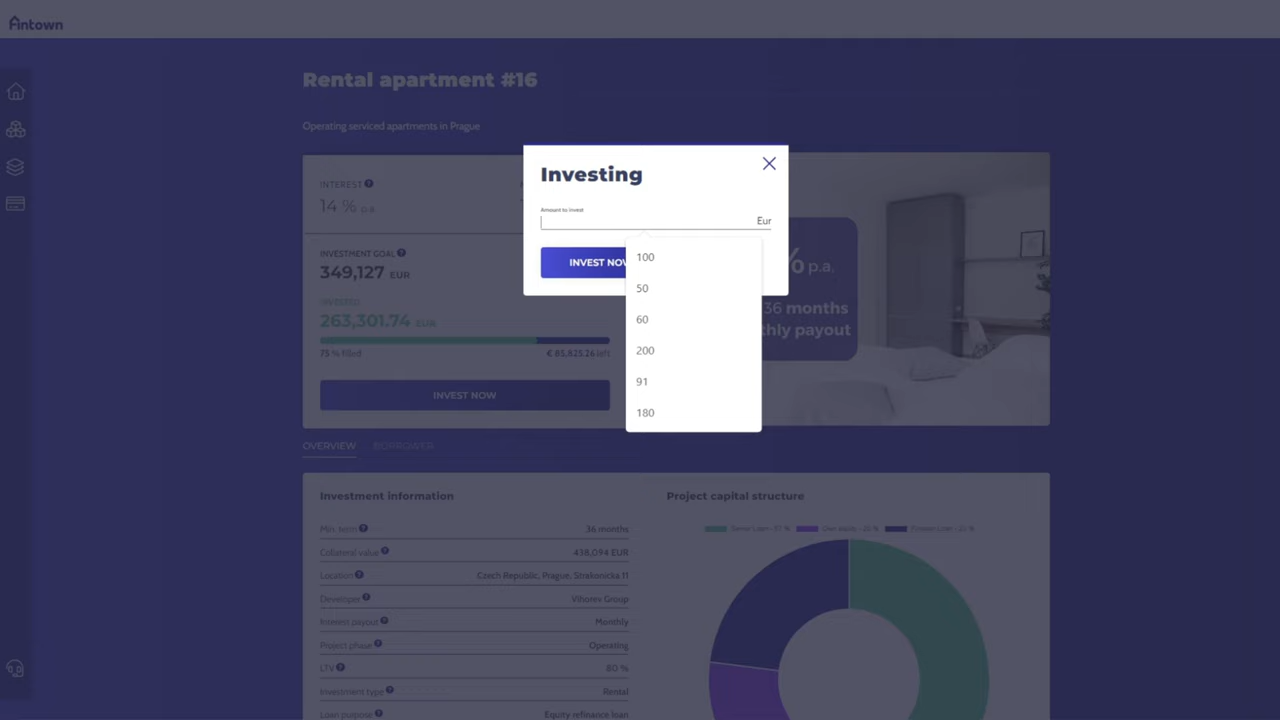 Fintown
Rental apartment #16
Operating serviced apartments in Prague
INTEREST
14 % p.a.
INVESTMENT GOAL
349,127 EUR
INVESTED
263,301.74 EUR
75 % filled
€ 85,825.26 left
INVEST NOW
Investing
Amount to invest
Eur
INVEST NOW
100
50
60
200
91
180
% p.a.
36 months
thly payout
OVERVIEW
BORROWER
Investment information
Min. term
36 months
Collateral value
438,094 EUR
Location
Czech Republic, Prague, Strakonická 11
Developer
Vihorev Group
Interest payout
Monthly
Project phase
Operating
LTV
80 %
Investment type
Rental
Loan purpose
Equity refinance loan
Project capital structure